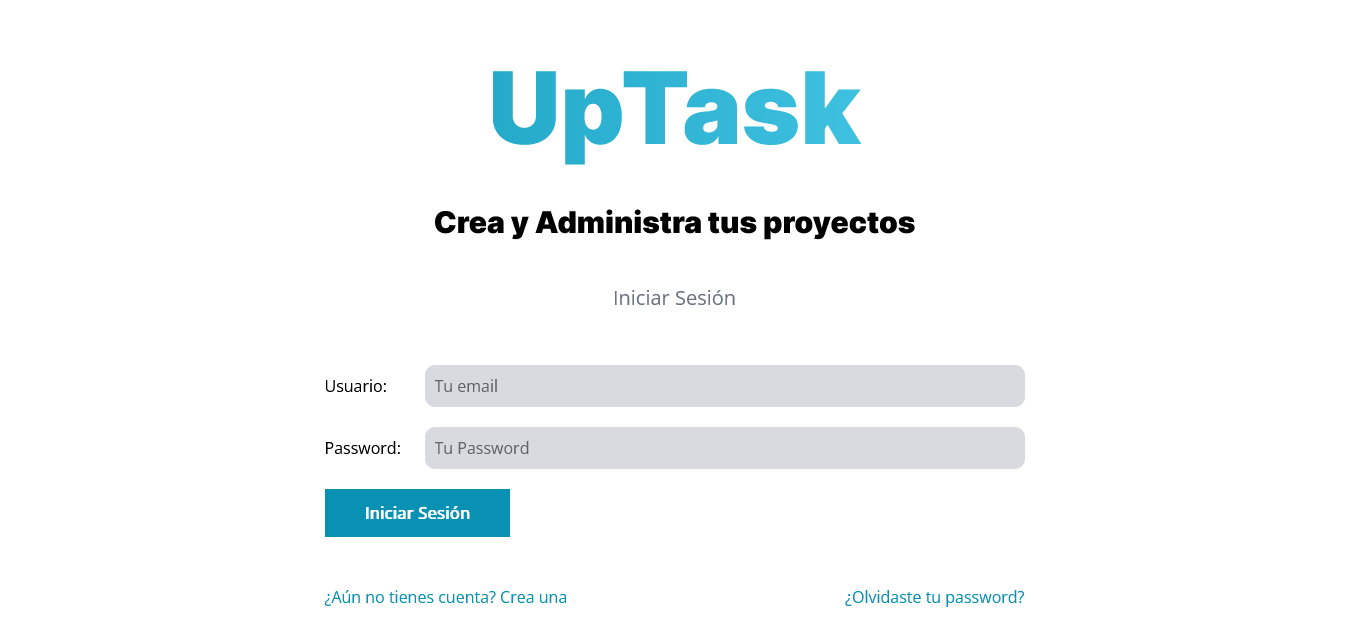 UpTask
Crea y Administra tus proyectos
Iniciar Sesión
Usuario: Tu email
Password: Tu Password
Iniciar Sesión
¿Aún no tienes cuenta? Crea una ¿Olvidaste tu password?